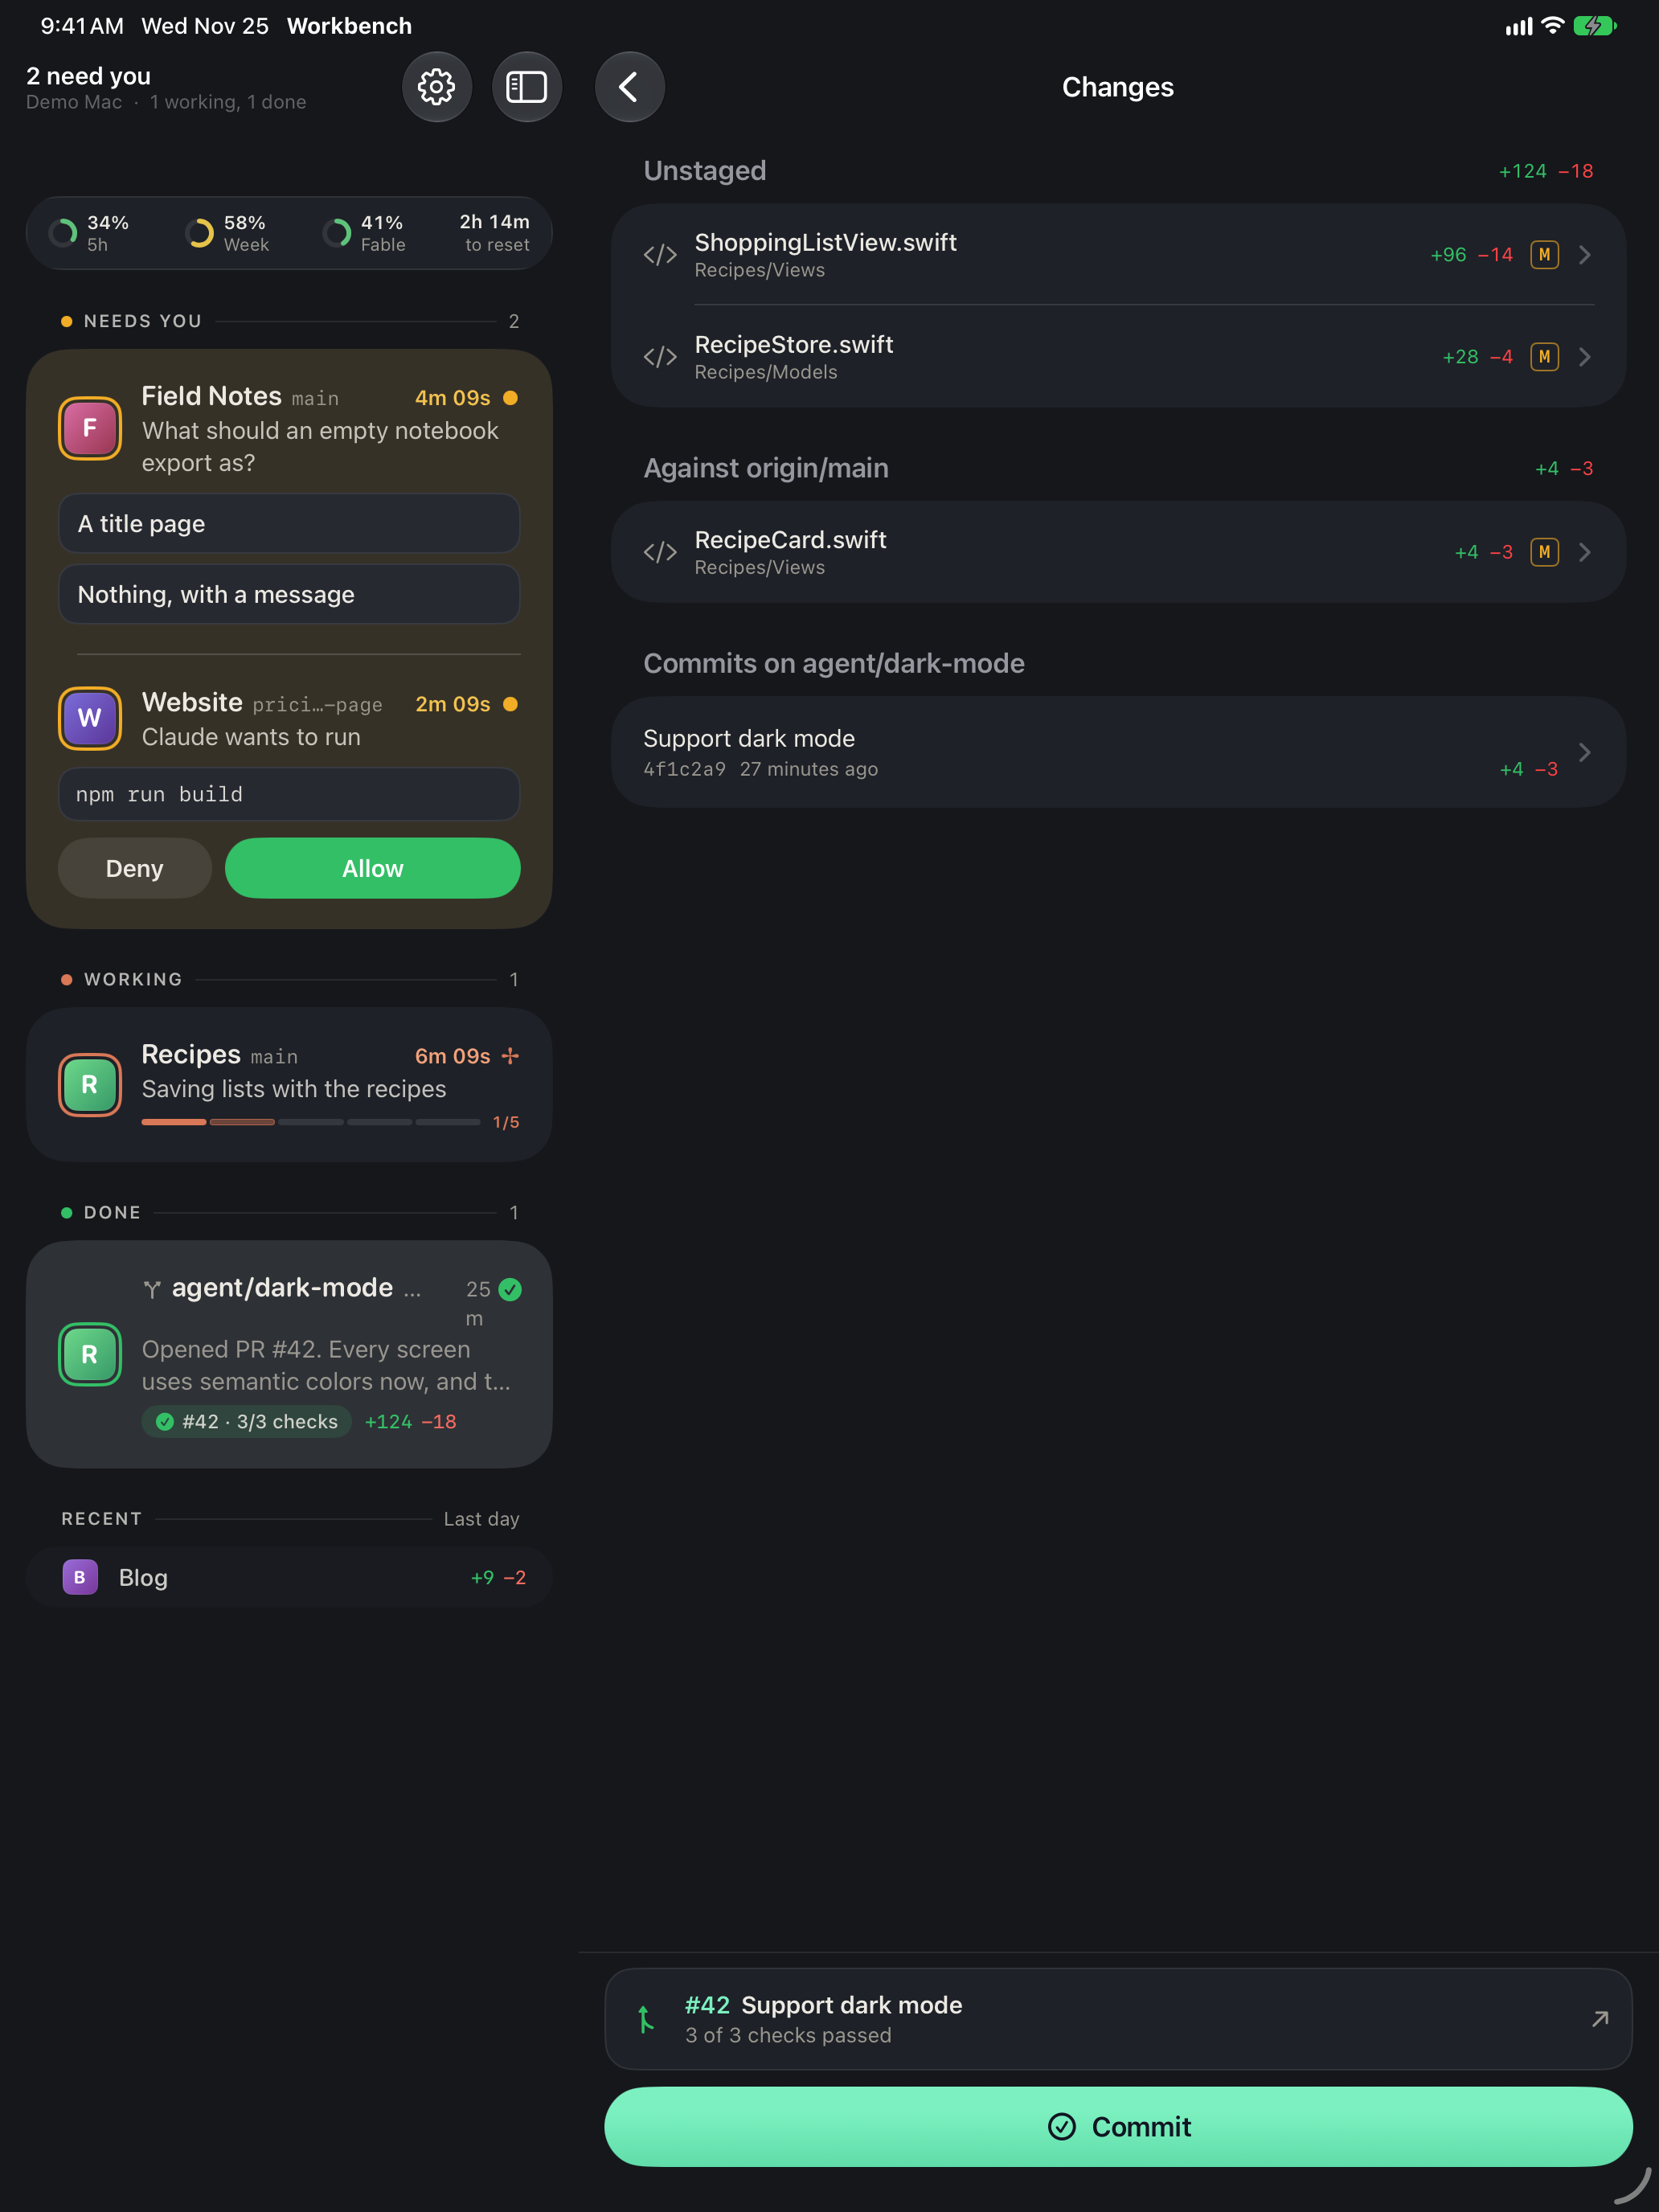 9:41 AM Wed Nov 25 Workbench
2 need you
Demo Mac · 1 working, 1 done
34%
5h
58%
Week
41%
Fable
2h 14m
to reset
NEEDS YOU 2
F
Field Notes main 4m 09s
What should an empty notebook
export as?
A title page
Nothing, with a message
W
Website prici…-page 2m 09s
Claude wants to run
npm run build
Deny
Allow
WORKING 1
R
Recipes main 6m 09s
Saving lists with the recipes
1/5
DONE 1
R
agent/dark-mode … 25
m
Opened PR #42. Every screen
uses semantic colors now, and t…
#42 · 3/3 checks +124 −18
RECENT Last day
B
Blog +9 −2
Changes
Unstaged +124 −18
</> ShoppingListView.swift
Recipes/Views
+96 −14 M
</> RecipeStore.swift
Recipes/Models
+28 −4 M
Against origin/main +4 −3
</> RecipeCard.swift
Recipes/Views
+4 −3 M
Commits on agent/dark-mode
Support dark mode
4f1c2a9 27 minutes ago +4 −3
#42 Support dark mode
3 of 3 checks passed
Commit